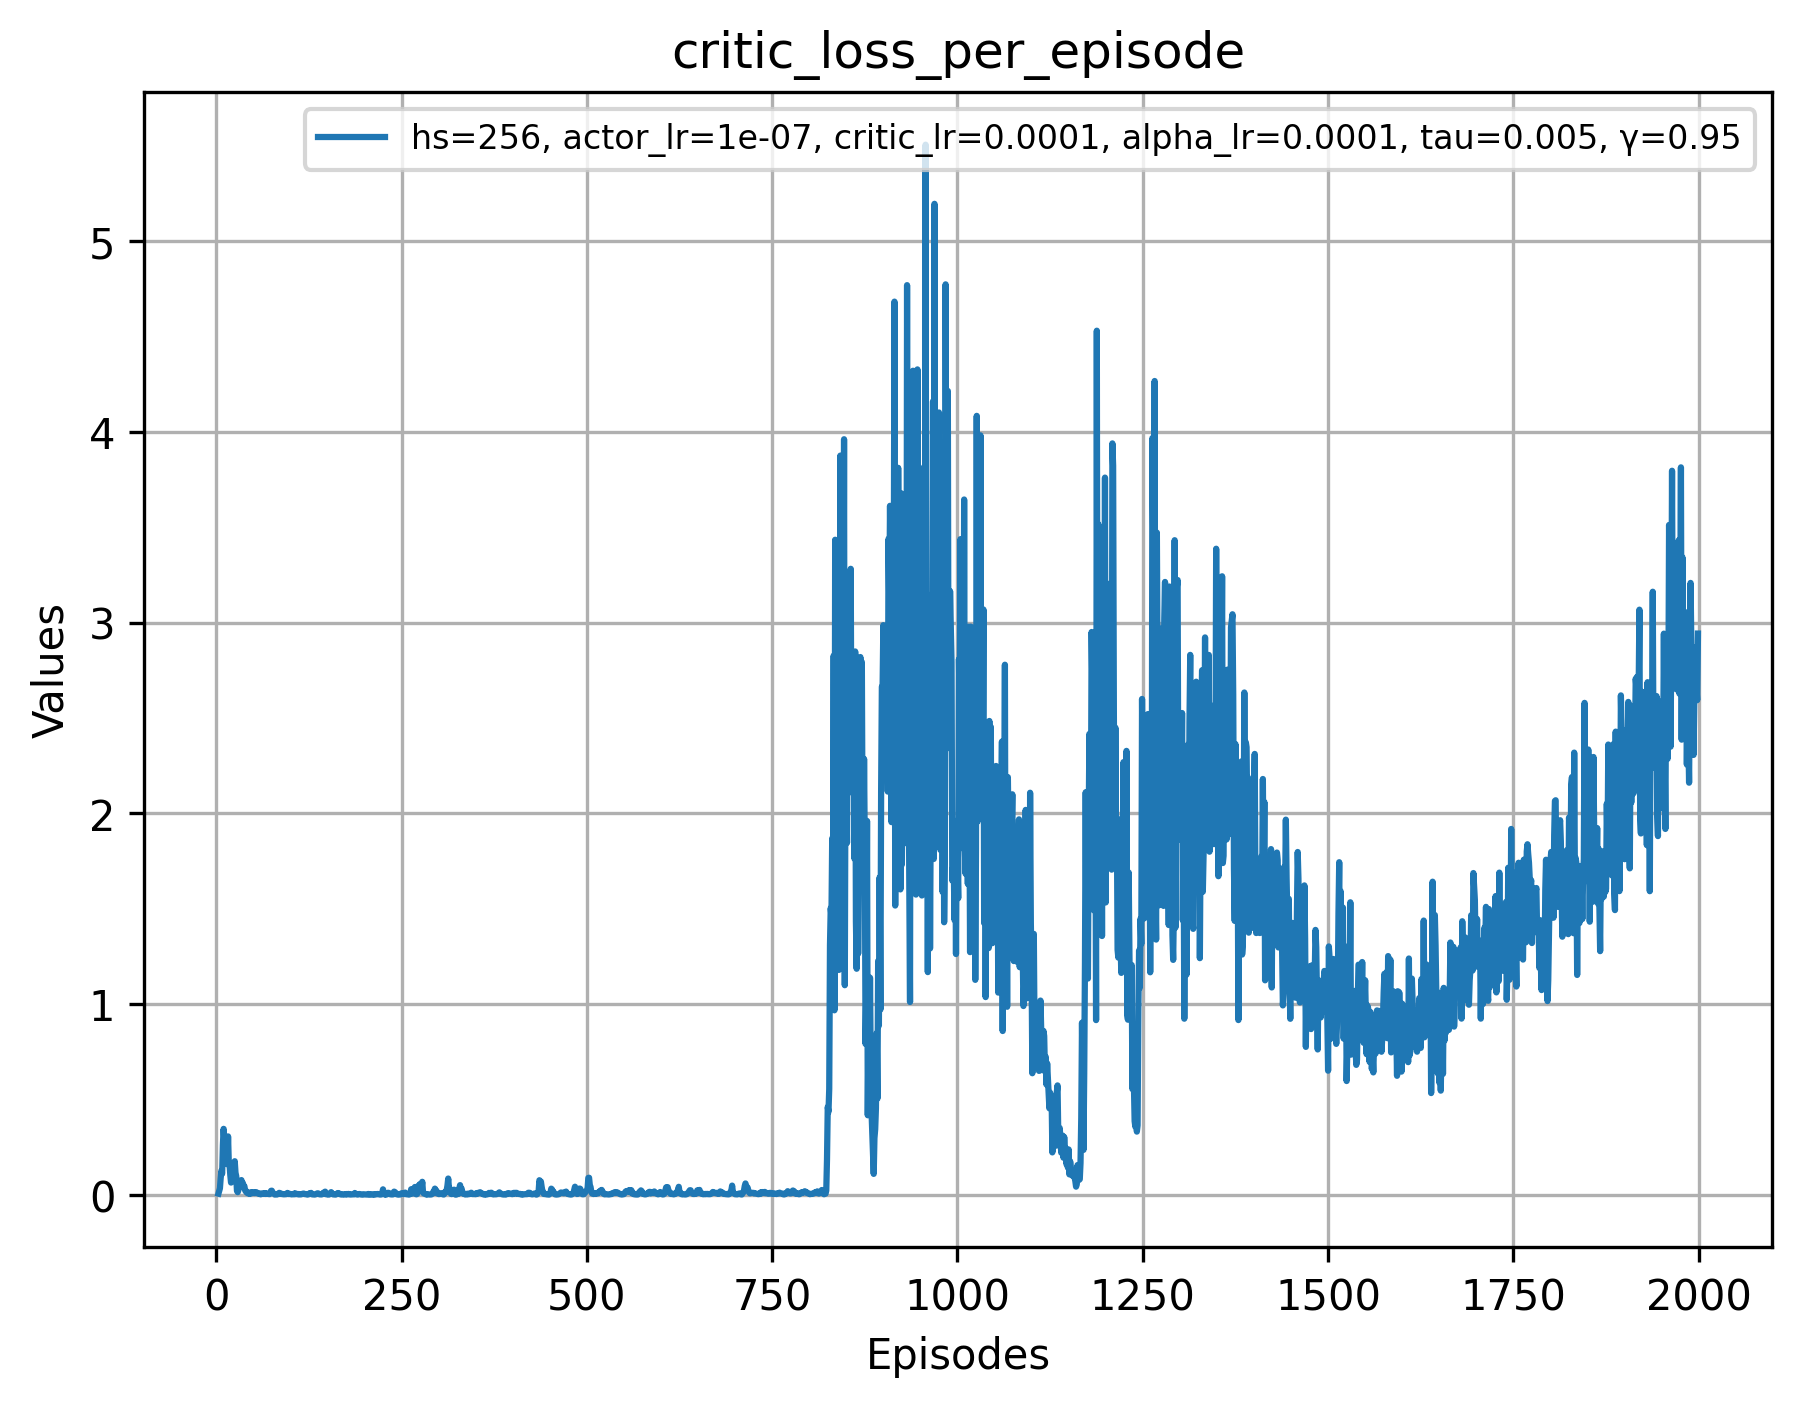 critic_loss_per_episode
hs=256, actor_lr=1e-07, critic_lr=0.0001, alpha_lr=0.0001, tau=0.005, γ=0.95
5
4
3
2
1
0
Values
0 250 500 750 1000 1250 1500 1750 2000
Episodes